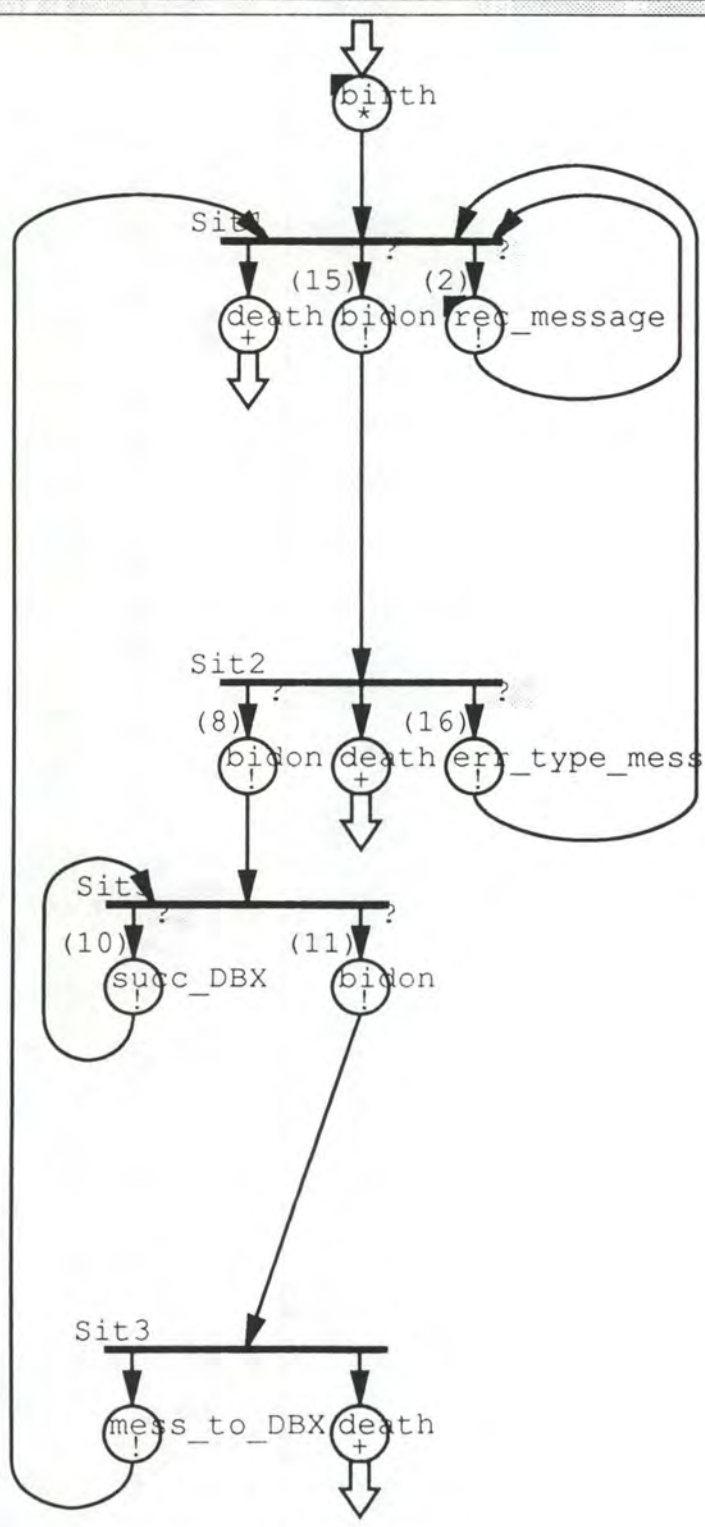 birth
*
? ?
(15) (2)
death bidon rec_message
+ ! !
Sit2
? ?
(8) (16)
bidon death err_type_mess
! + !
? ?
(10) (11)
succ_DBX bidon
! !
Sit3
mess_to_DBX death
! +